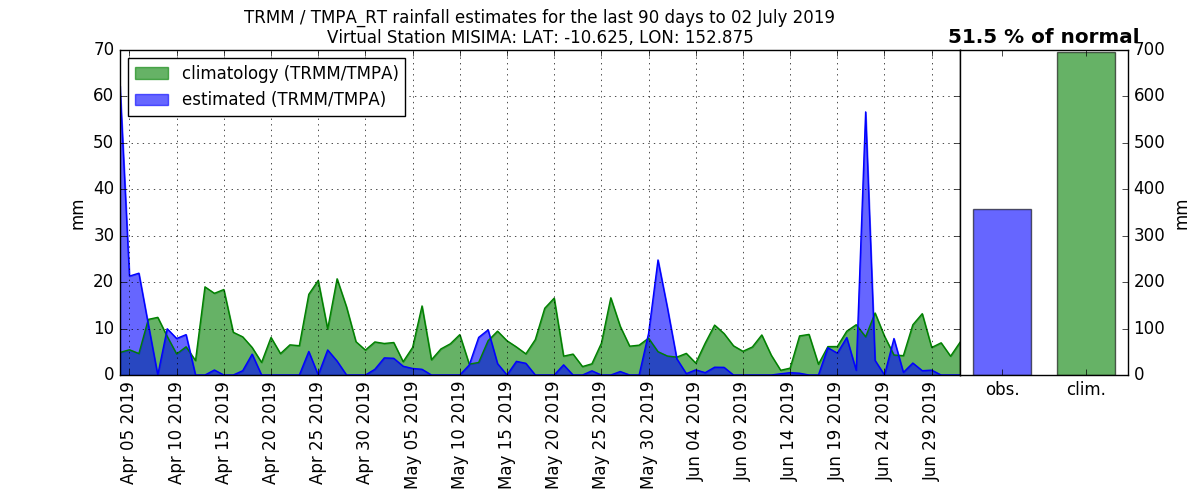 TRMM / TMPA_RT rainfall estimates for the last 90 days to 02 July 2019
Virtual Station MISIMA: LAT: -10.625, LON: 152.875
51.5 % of normal
climatology (TRMM/TMPA)
estimated (TRMM/TMPA)
70
60
50
40
30
20
10
0
mm
Apr 05 2019
Apr 10 2019
Apr 15 2019
Apr 20 2019
Apr 25 2019
Apr 30 2019
May 05 2019
May 10 2019
May 15 2019
May 20 2019
May 25 2019
May 30 2019
Jun 04 2019
Jun 09 2019
Jun 14 2019
Jun 19 2019
Jun 24 2019
Jun 29 2019
obs.
clim.
700
600
500
400
300
200
100
0
mm